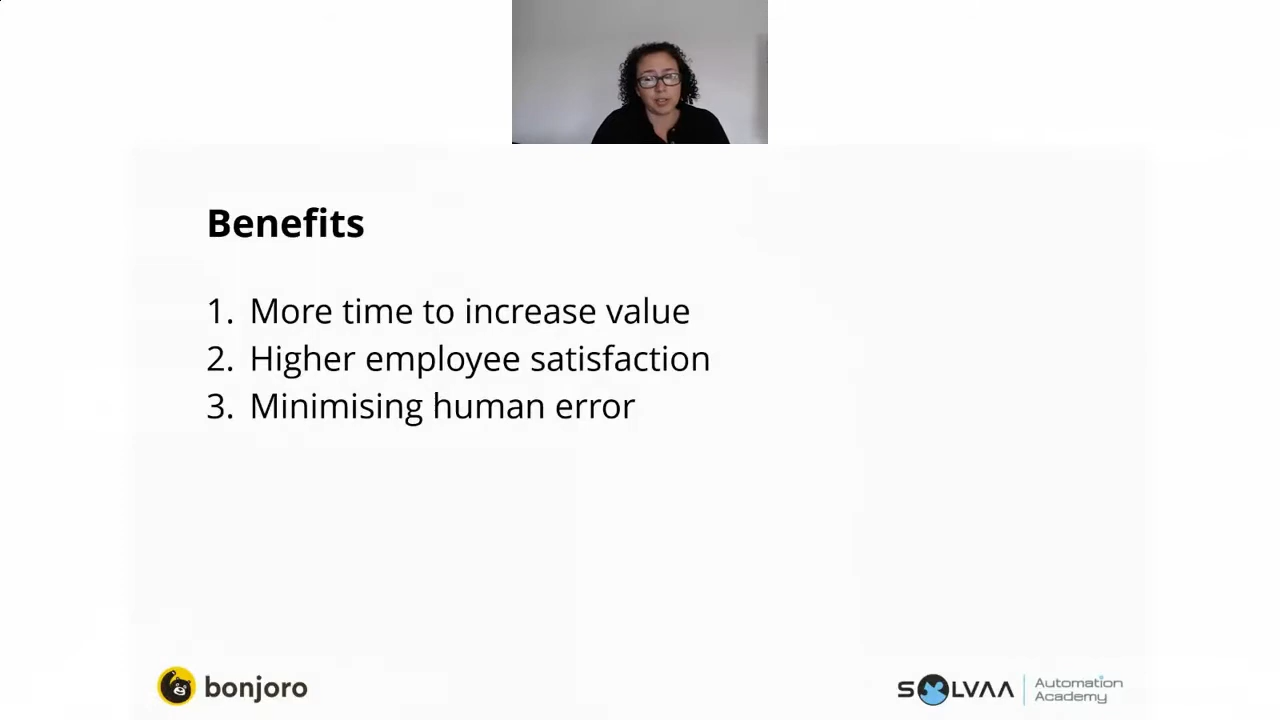 Benefits
1. More time to increase value
2. Higher employee satisfaction
3. Minimising human error
bonjoro
SOLVAA
Automation
Academy